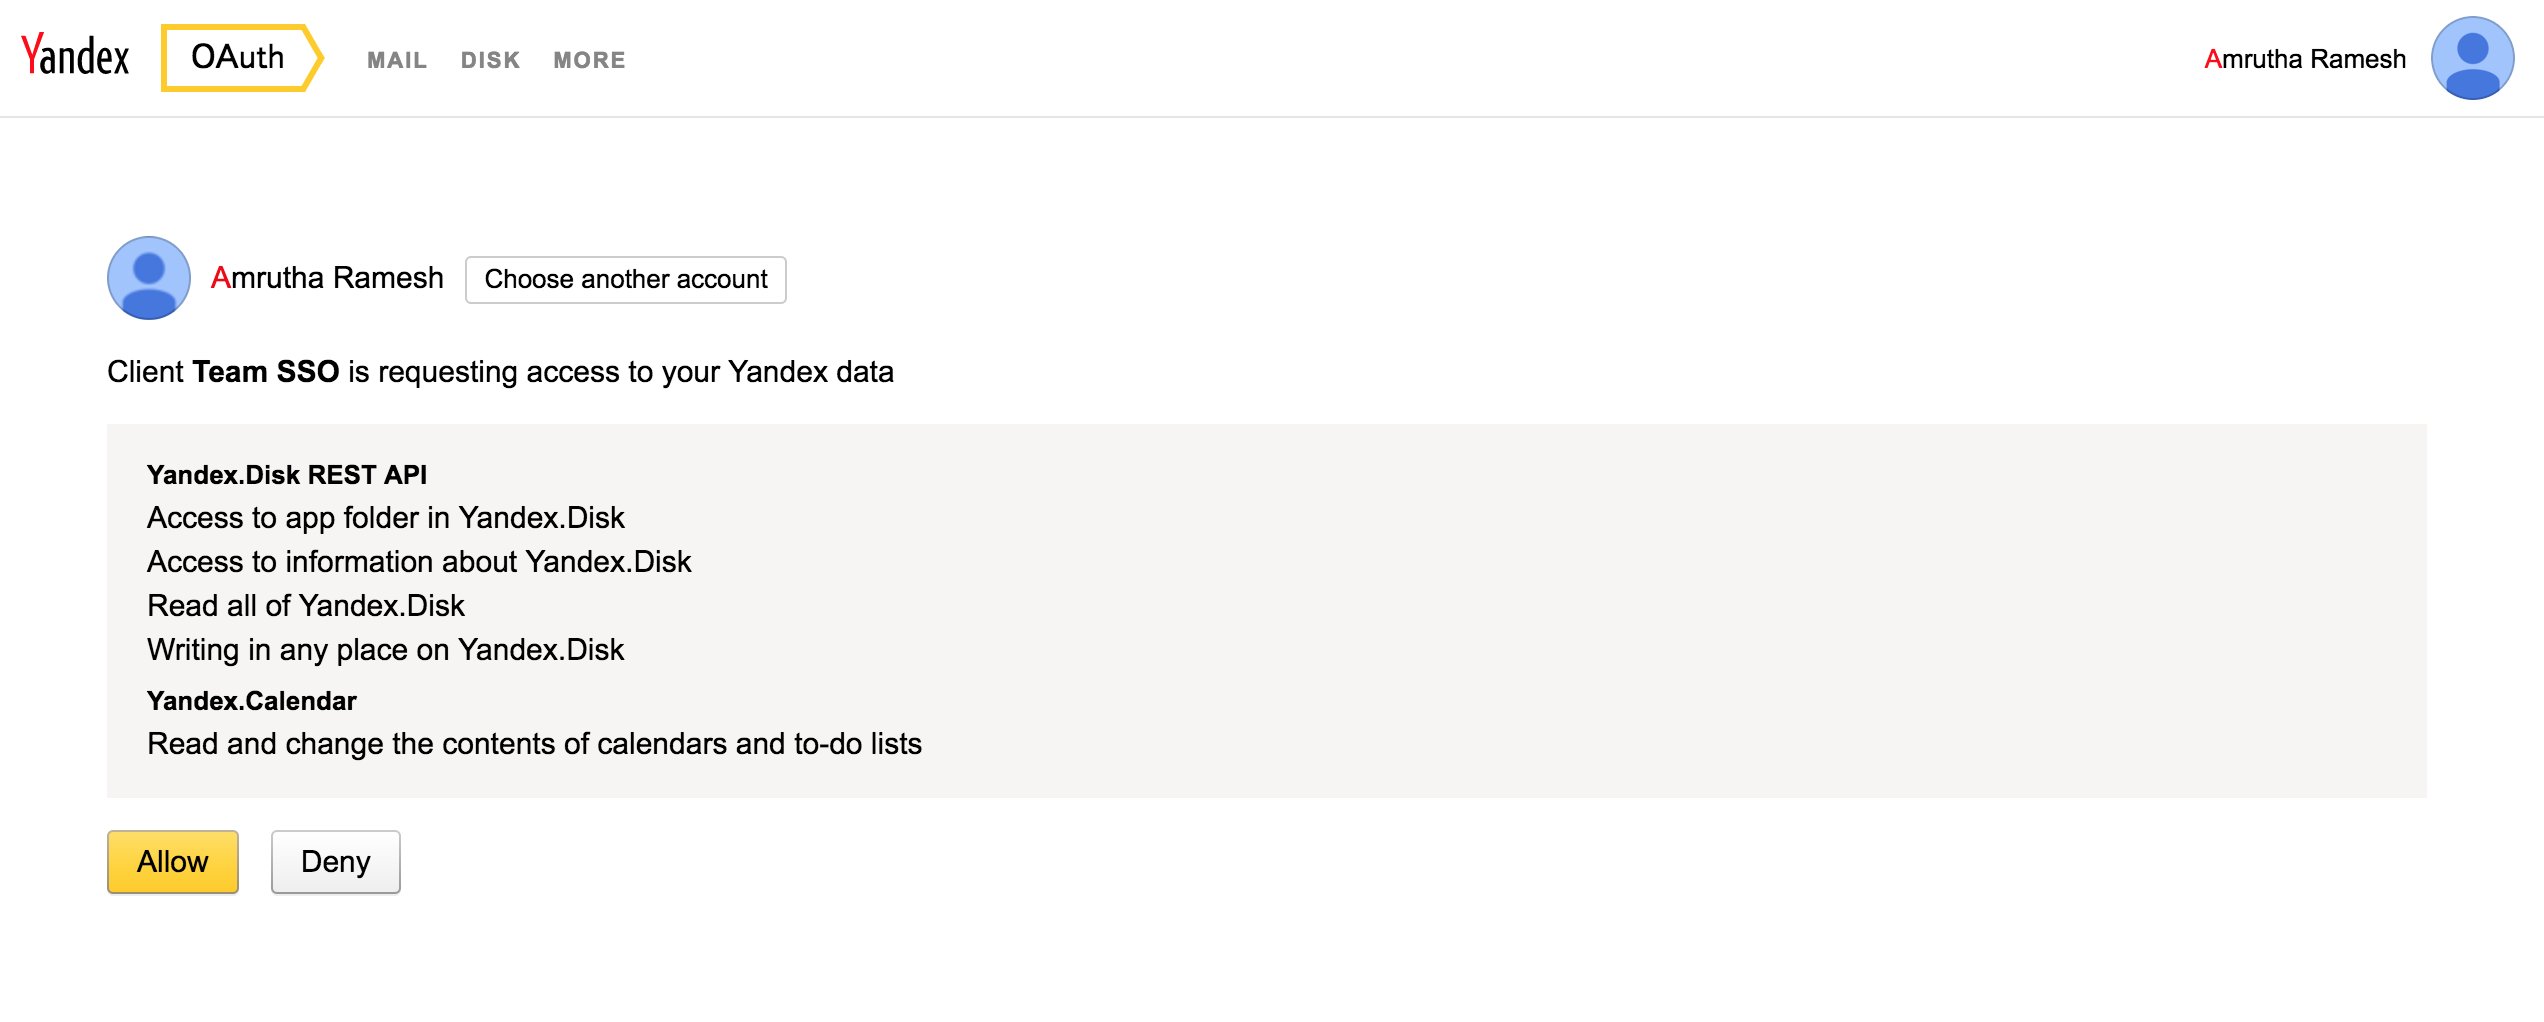 Yandex OAuth MAIL DISK MORE Amrutha Ramesh
Amrutha Ramesh Choose another account
Client Team SSO is requesting access to your Yandex data
Yandex.Disk REST API
Access to app folder in Yandex.Disk
Access to information about Yandex.Disk
Read all of Yandex.Disk
Writing in any place on Yandex.Disk
Yandex.Calendar
Read and change the contents of calendars and to-do lists
Allow Deny